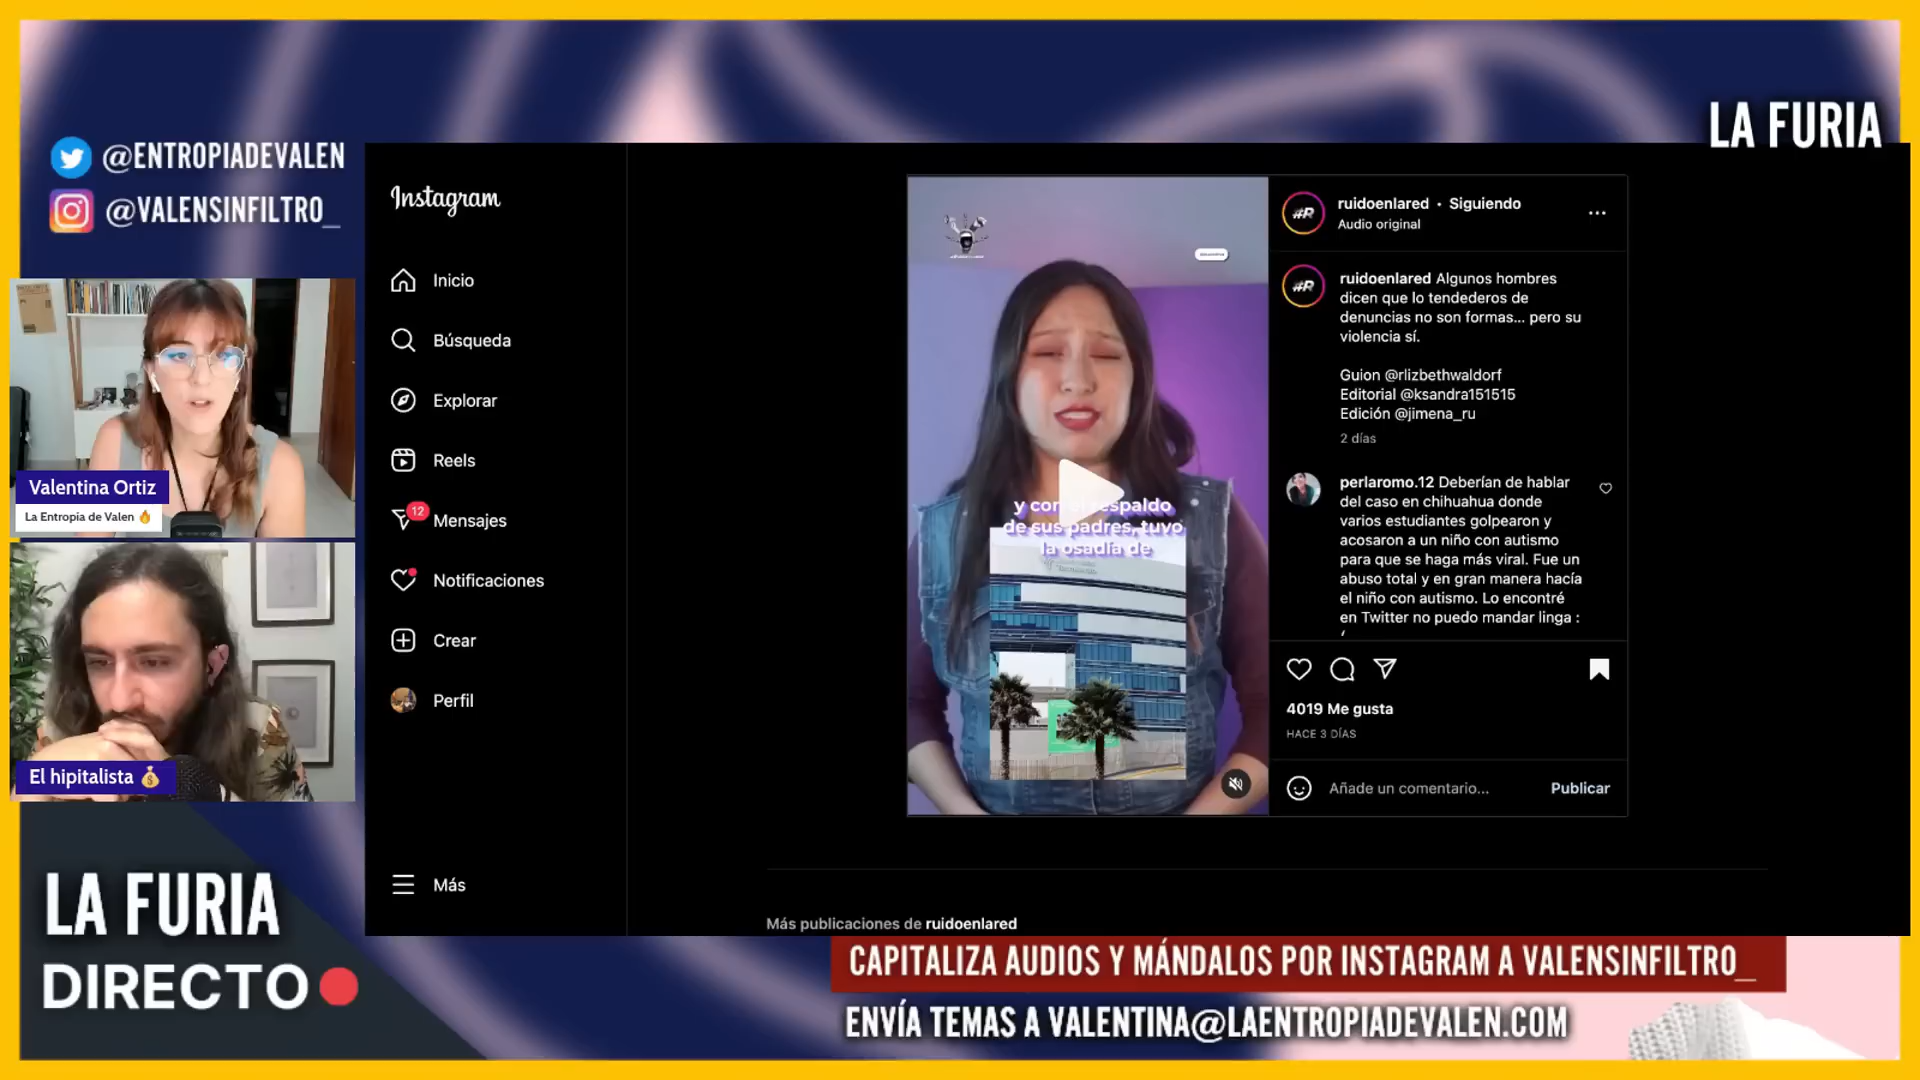 LA FURIA
@ENTROPIADEVALEN
@VALENSINFILTRO_
Valentina Ortiz
La Entropía de Valen 🔥
El hipitalista 💰
LA FURIA
DIRECTO
Instagram
Inicio
Búsqueda
Explorar
Reels
12
Mensajes
Notificaciones
Crear
Perfil
Más
y con el respaldo
de sus padres, tuvo
la osadía de
#R
ruidoenlared • Siguiendo
Audio original
#R
ruidoenlared Algunos hombres
dicen que lo tendederos de
denuncias no son formas... pero su
violencia sí.
Guion @rlizbethwaldorf
Editorial @ksandra151515
Edición @jimena_ru
2 días
perlaromo.12 Deberían de hablar
del caso en chihuahua donde
varios estudiantes golpearon y
acosaron a un niño con autismo
para que se haga más viral. Fue un
abuso total y en gran manera hacía
el niño con autismo. Lo encontré
en Twitter no puedo mandar linga :
(
4019 Me gusta
HACE 3 DÍAS
Añade un comentario...
Publicar
Más publicaciones de ruidoenlared
CAPITALIZA AUDIOS Y MÁNDALOS POR INSTAGRAM A VALENSINFILTRO_
ENVÍA TEMAS A VALENTINA@LAENTROPIADEVALEN.COM